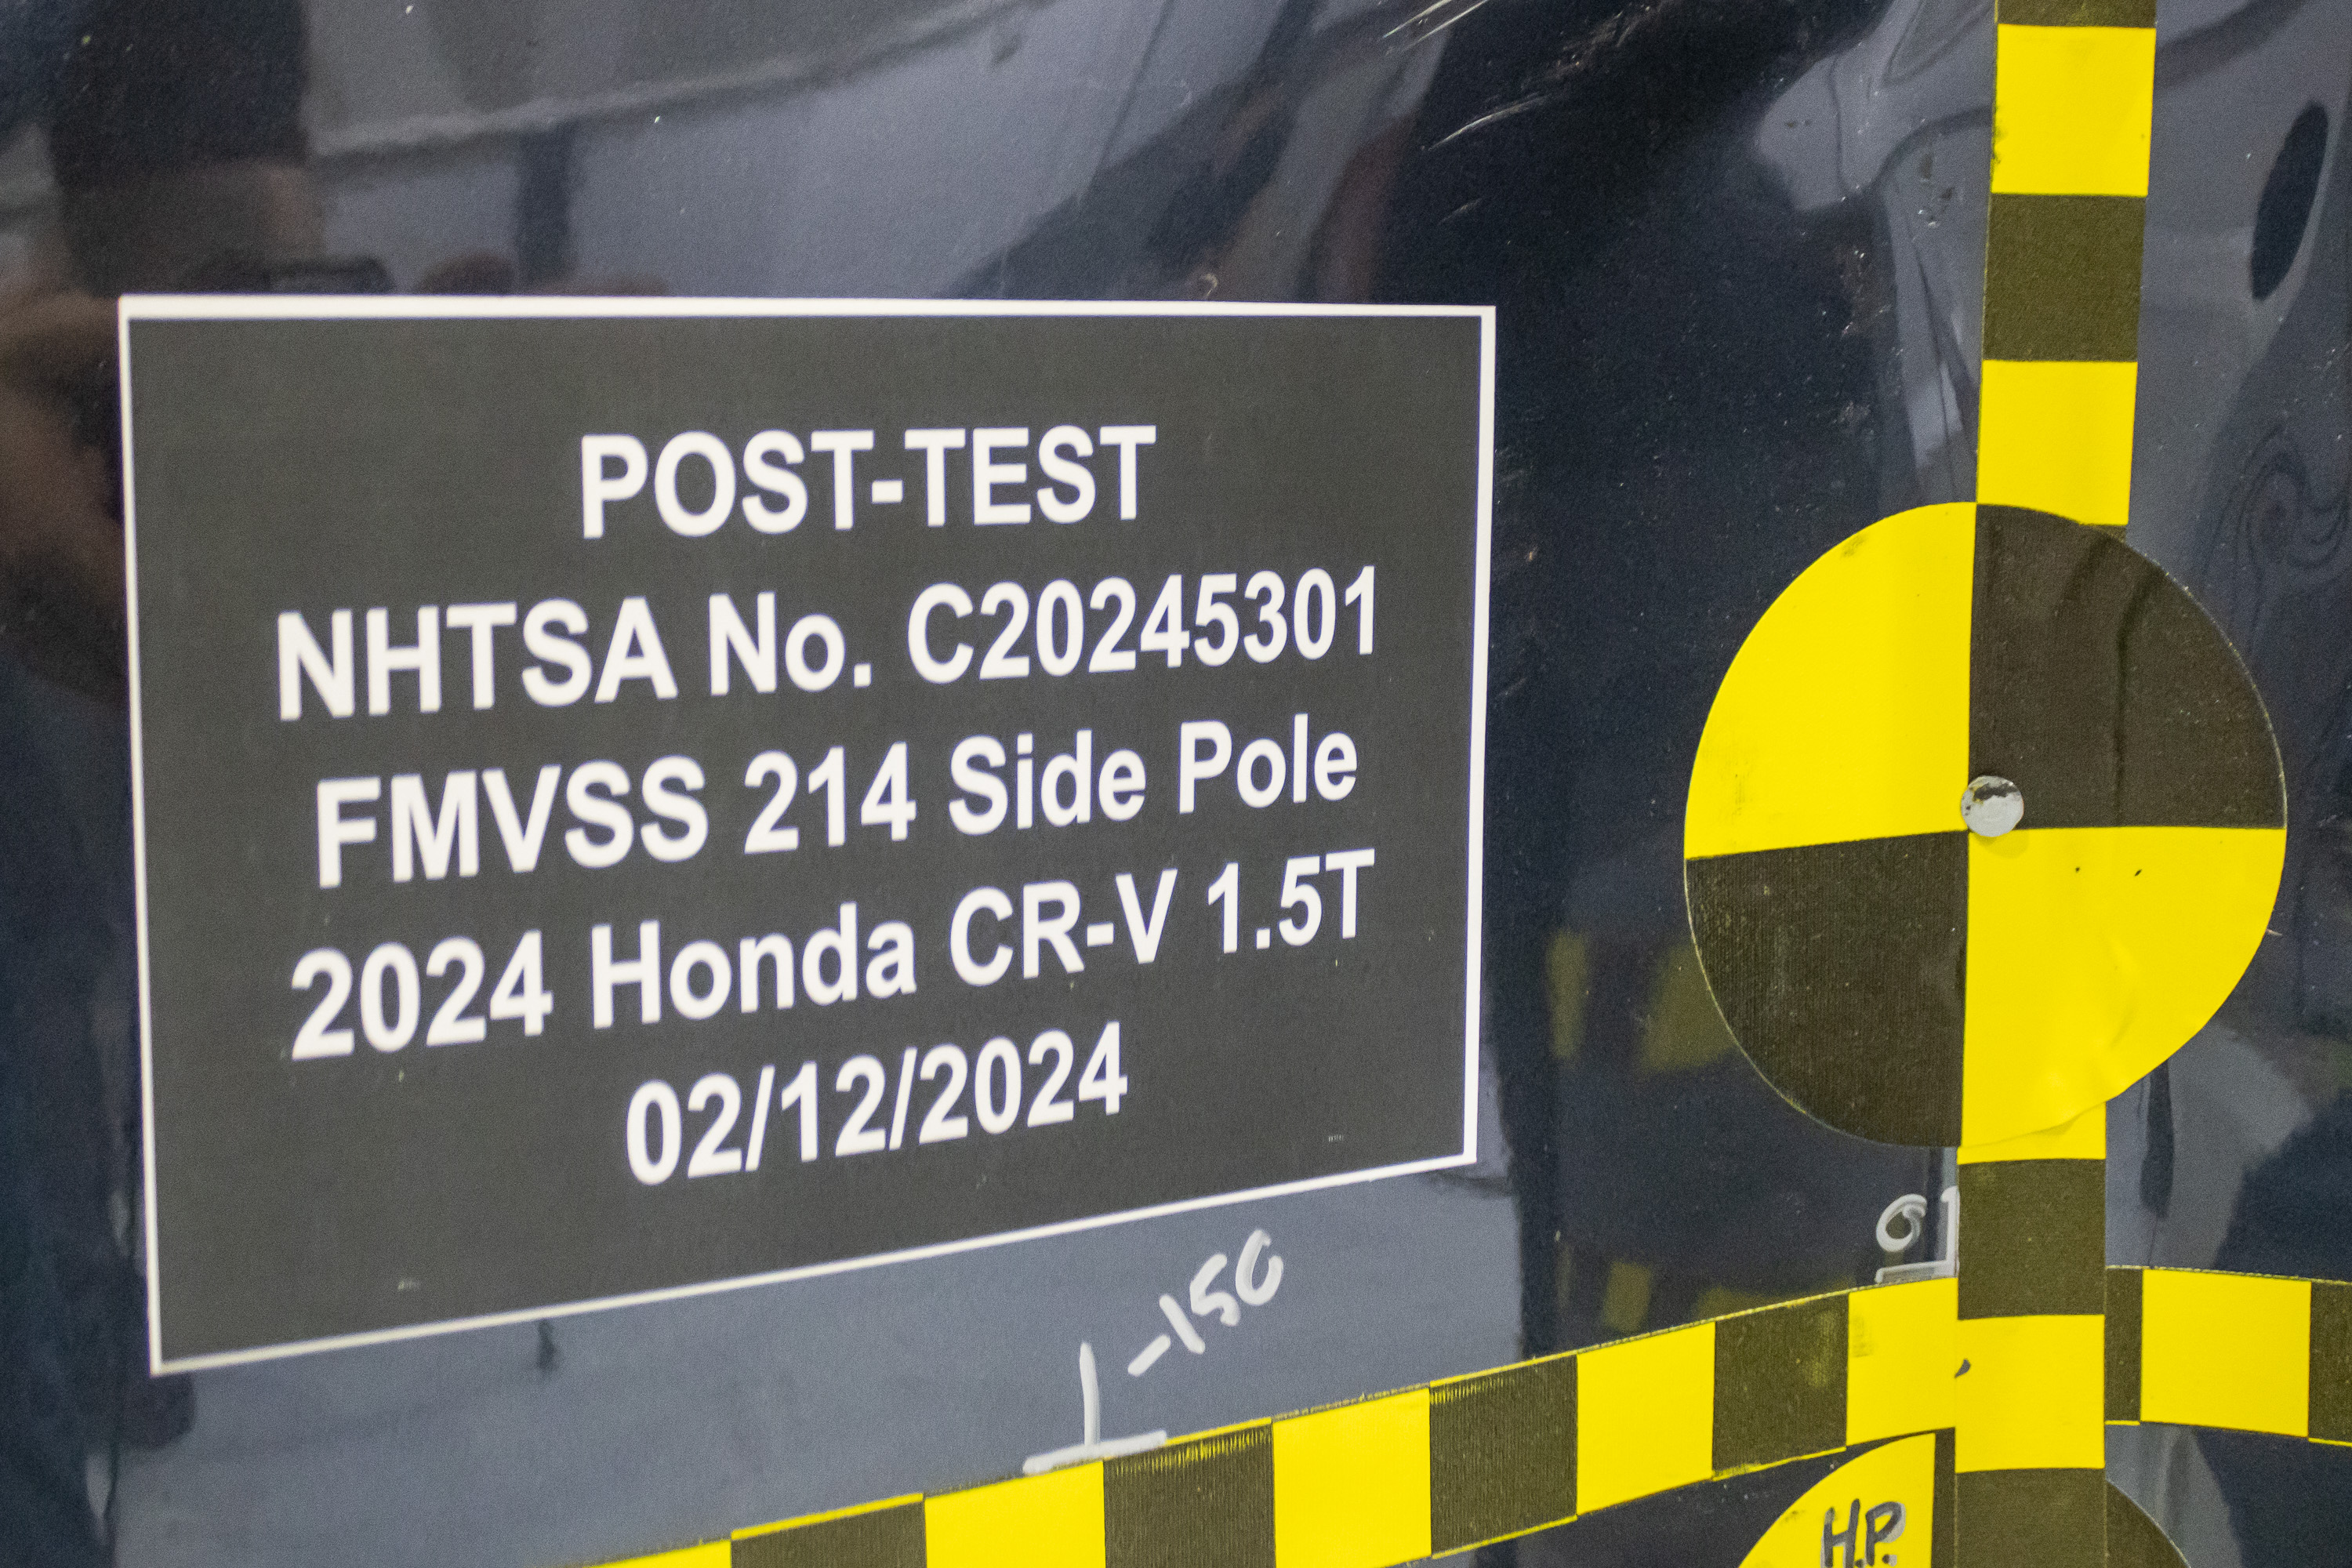 POST-TEST
NHTSA No. C20245301
FMVSS 214 Side Pole
2024 Honda CR-V 1.5T
02/12/2024
-150
H.P.